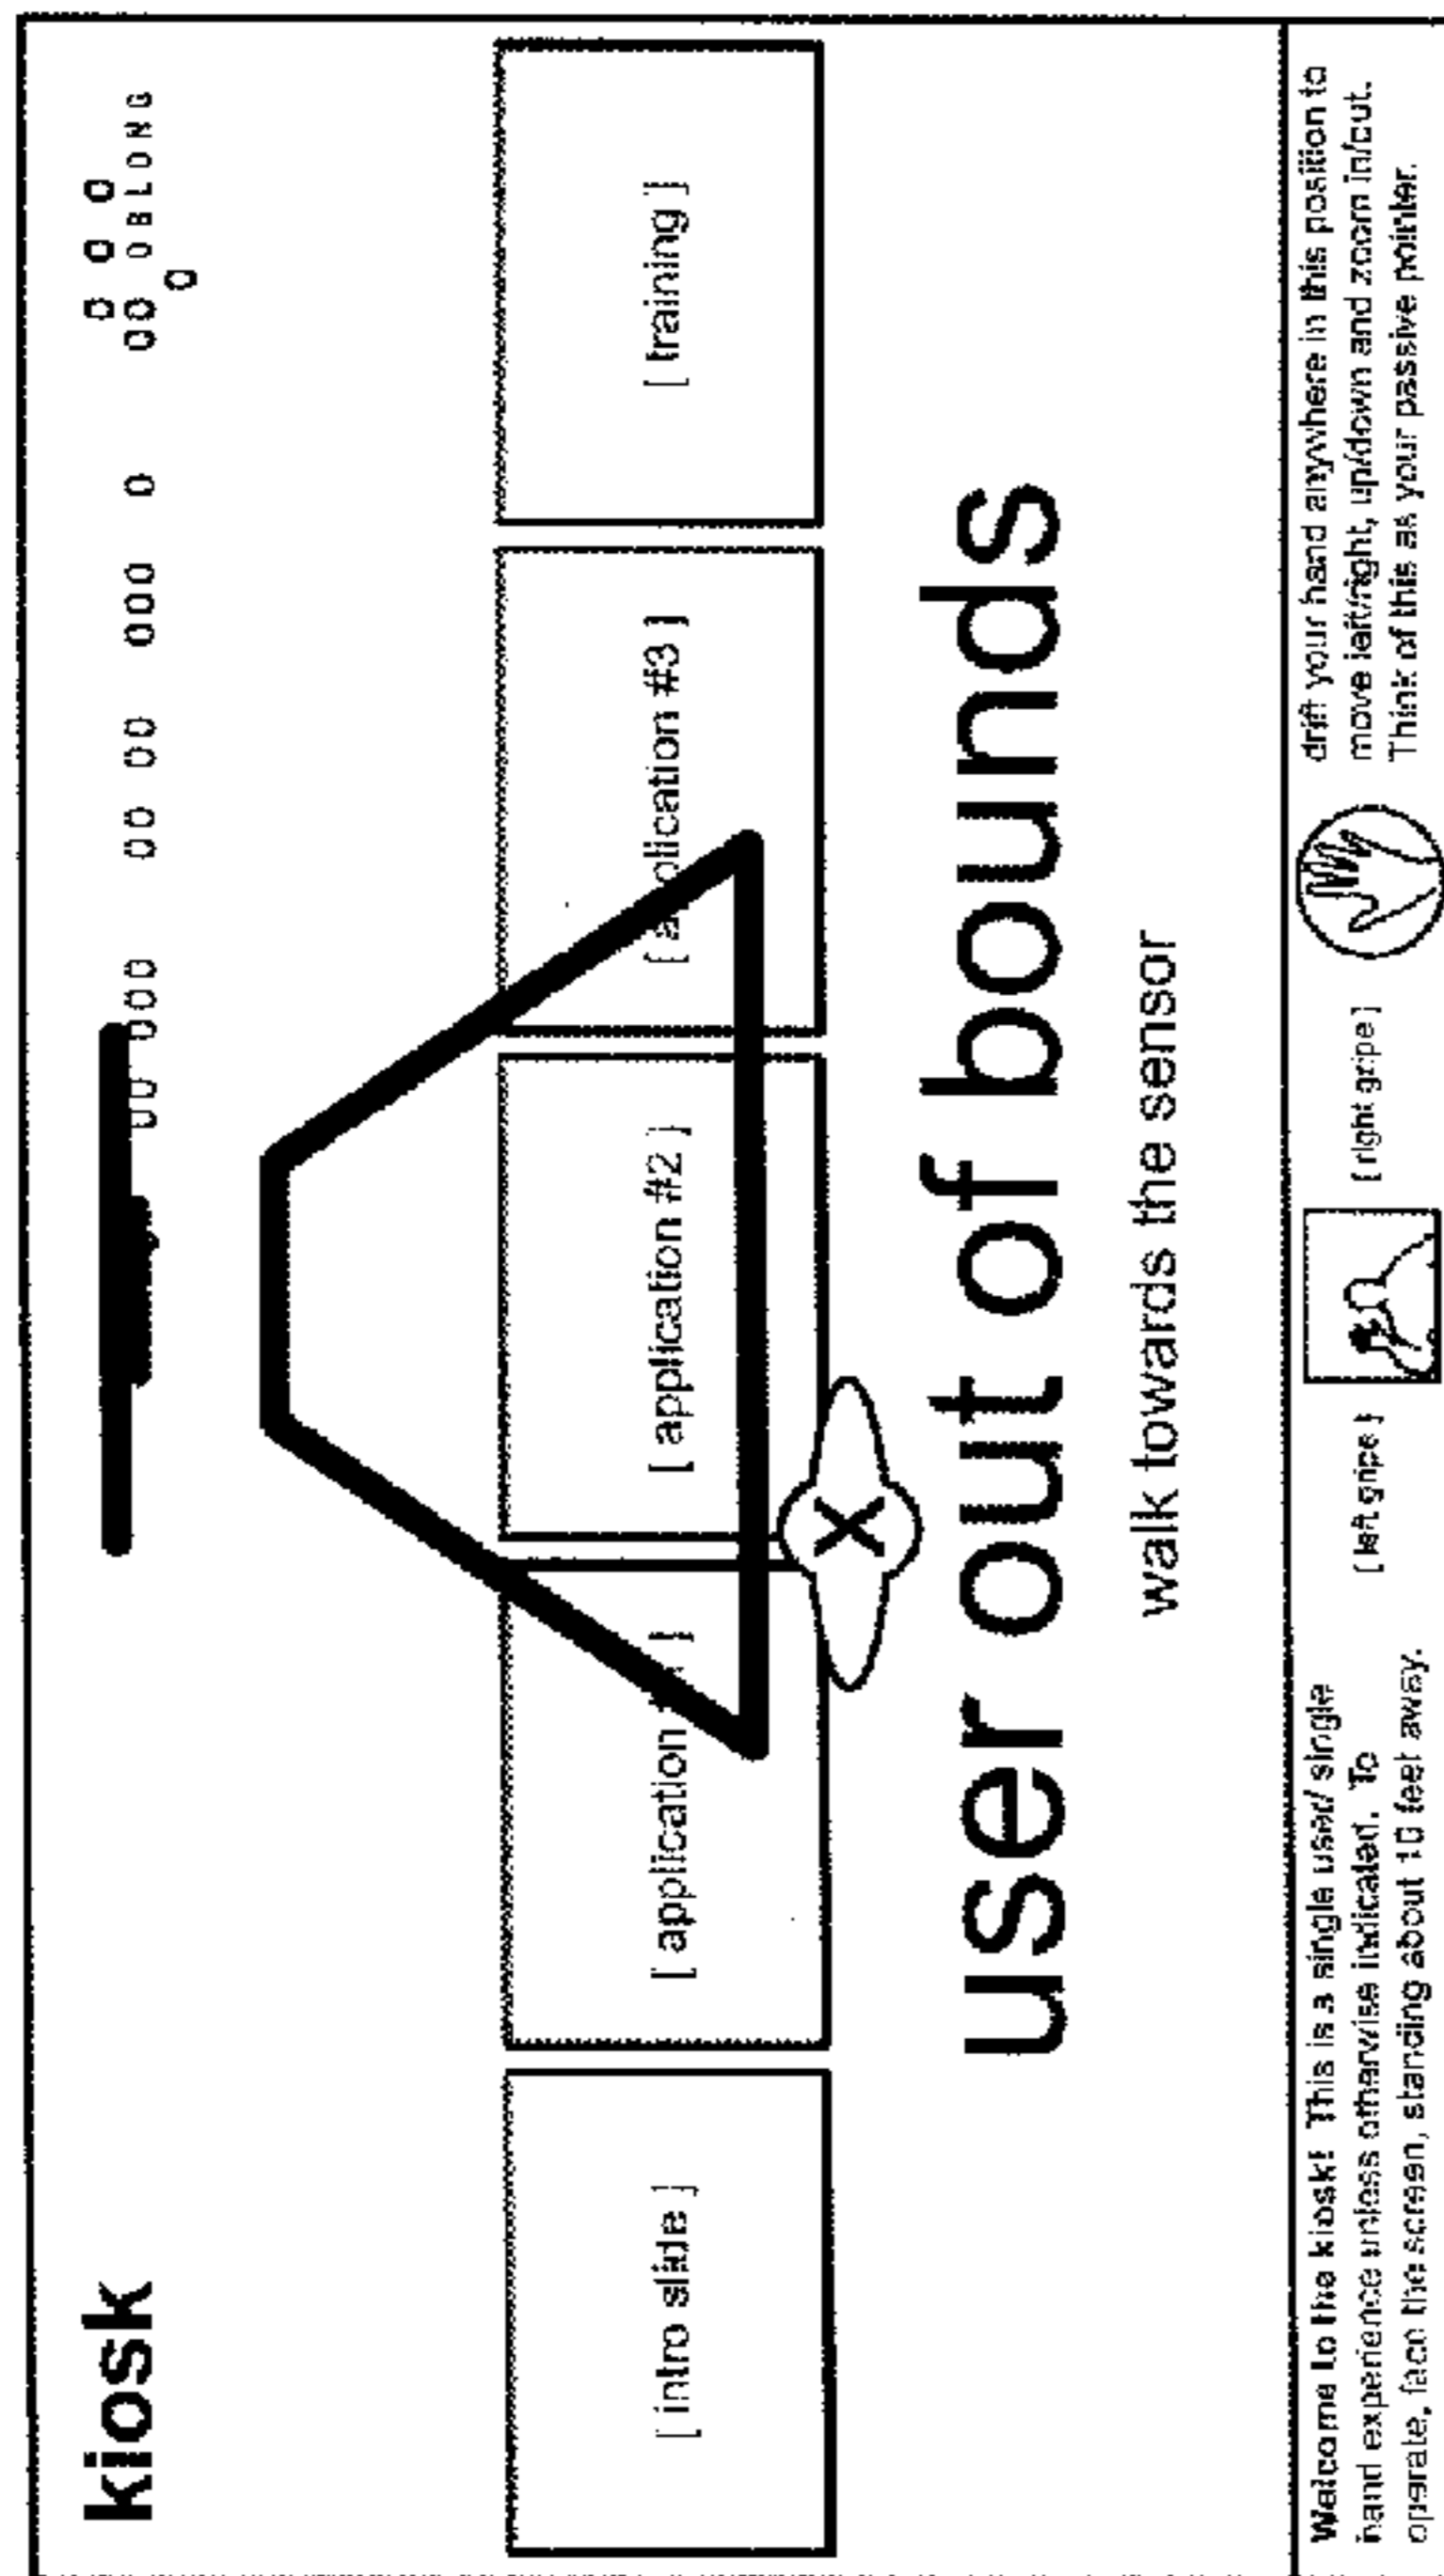 kiosk
OBLONG
[ intro slide ]
[ application
[ application #2 ]
[ application #3 ]
[ training ]
X
user out of bounds
walk towards the sensor
Welcome to the kiosk! This is a single user/ single
hand experience unless otherwise indicated. To
operate, face the screen, standing about 10 feet away.
[ left gripe ]
[ right gripe ]
drift your hand anywhere in this position to
move left/right, up/down and zoom in/out.
Think of this as your passive pointer.